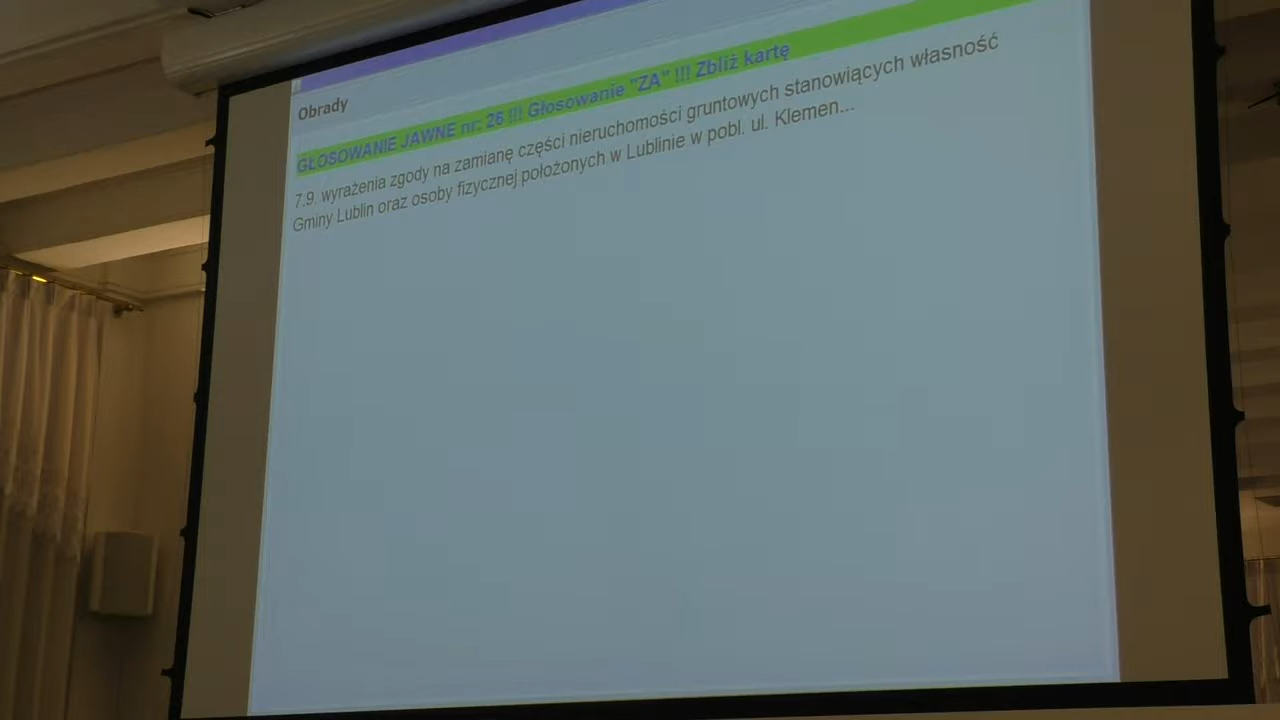 Obrady
GŁOSOWANIE JAWNE nr: 26 !!! Głosowanie "ZA" !!! Zbliż kartę
7.9. wyrażenia zgody na zamianę części nieruchomości gruntowych stanowiących własność
Gminy Lublin oraz osoby fizycznej położonych w Lublinie w pobl. ul. Klemen...